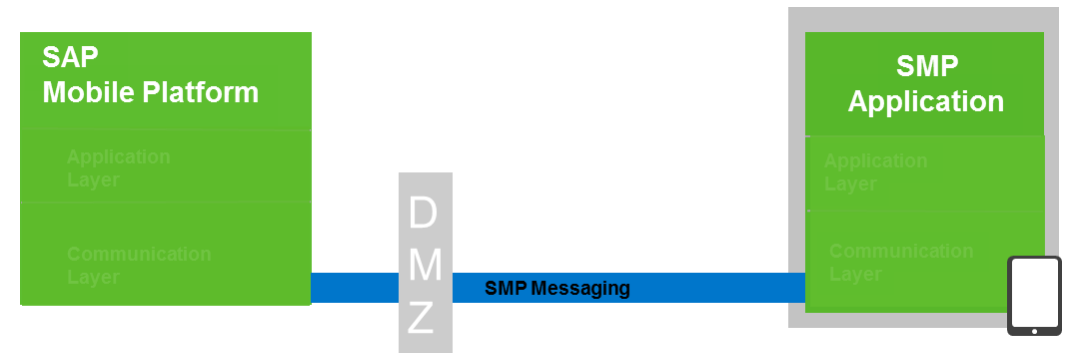 SAP
Mobile Platform
Application
Layer
Communication
Layer
D
M
Z
SMP Messaging
SMP
Application
Application
Layer
Communication
Layer